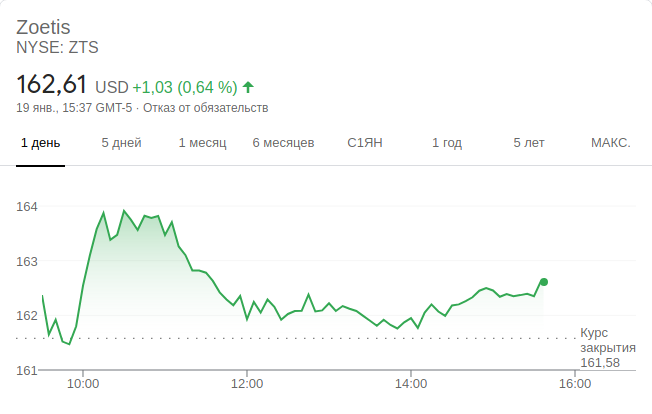 Zoetis
NYSE: ZTS
162,61 USD +1,03 (0,64 %)
19 янв., 15:37 GMT-5 · Отказ от обязательств
1 день 5 дней 1 месяц 6 месяцев С1ЯН 1 год 5 лет МАКС.
164
163
162
161
Курс
закрытия
161,58
10:00 12:00 14:00 16:00